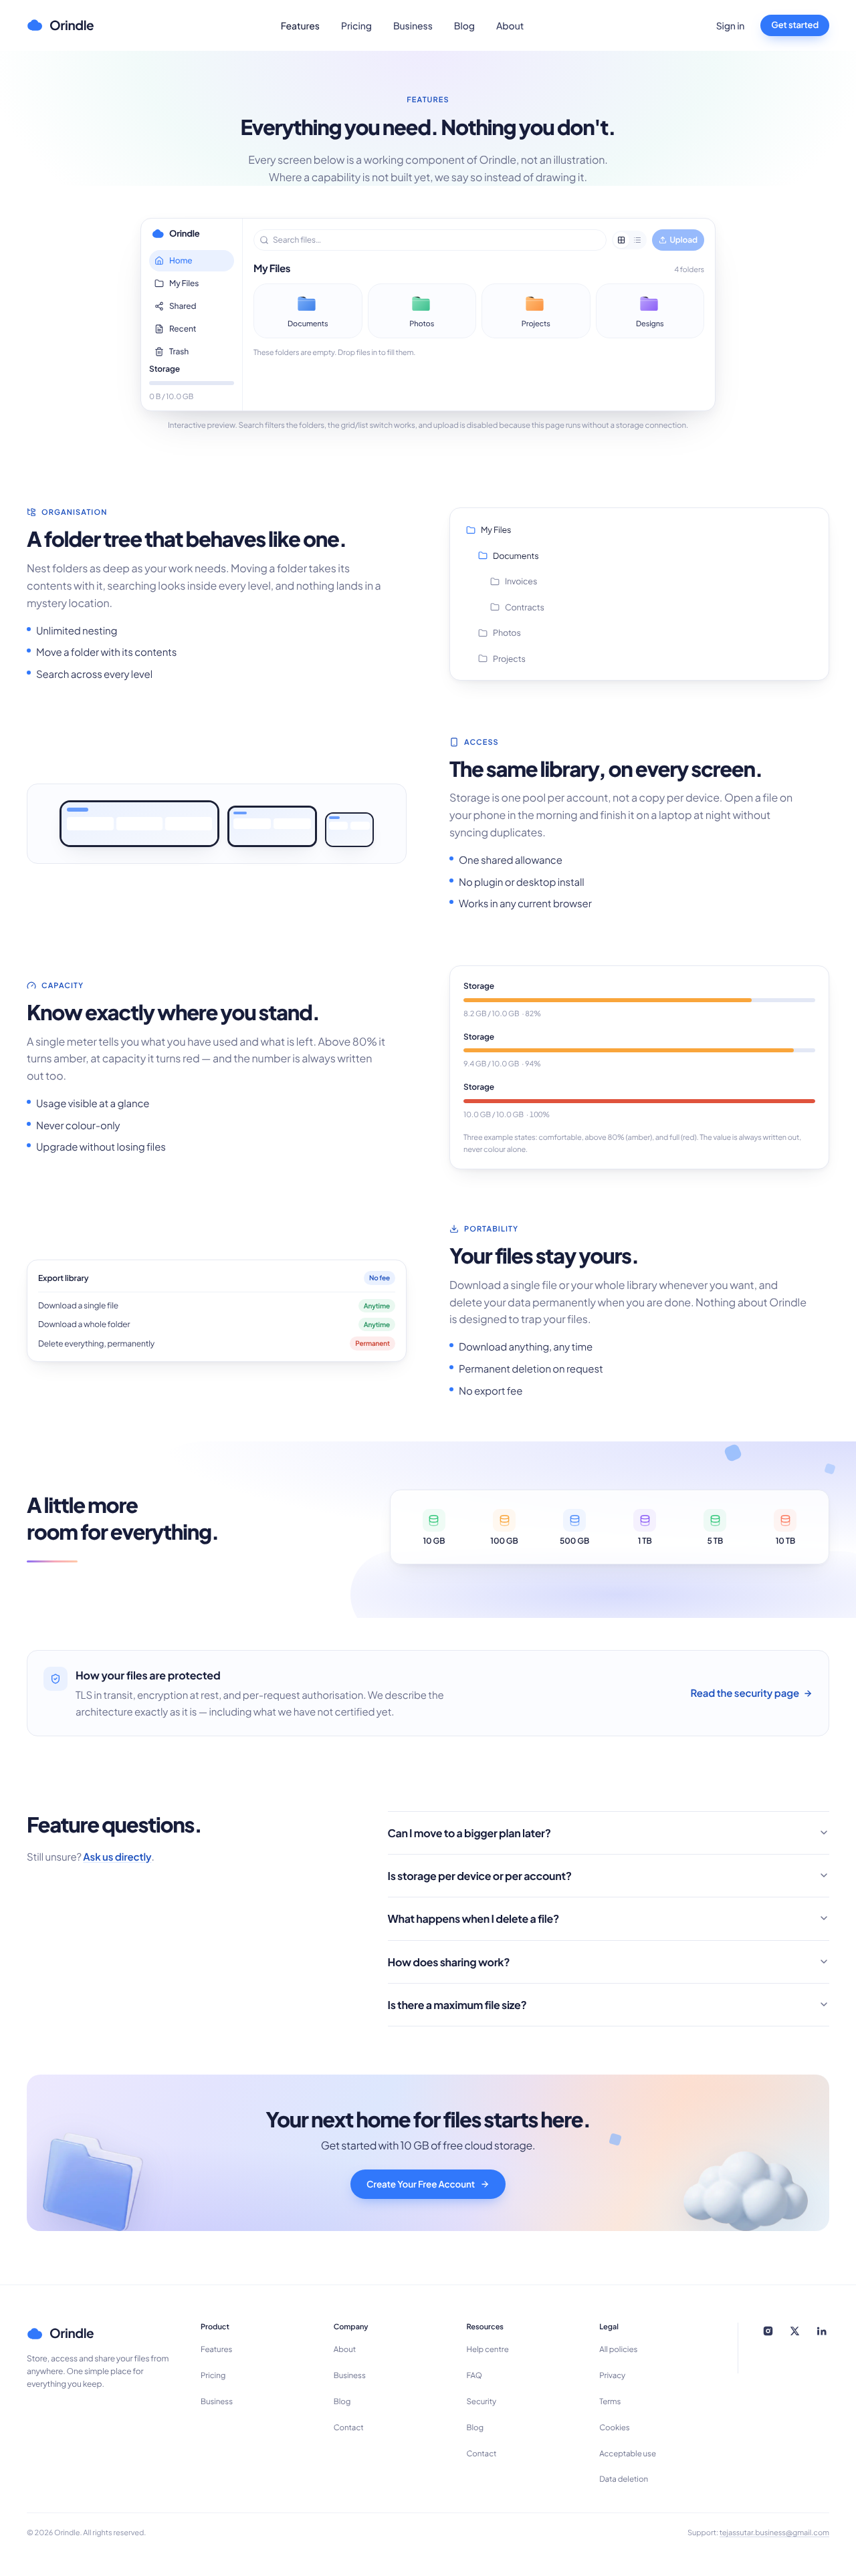 Orindle
Features Pricing Business Blog About
Sign in Get started
FEATURES
Everything you need. Nothing you don't.
Every screen below is a working component of Orindle, not an illustration.
Where a capability is not built yet, we say so instead of drawing it.
Orindle
Home
My Files
Shared
Recent
Trash
Storage
0 B / 10.0 GB
Search files...
Upload
My Files
4 folders
Documents
Photos
Projects
Designs
These folders are empty. Drop files in to fill them.
Interactive preview. Search filters the folders, the grid/list switch works, and upload is disabled because this page runs without a storage connection.
ORGANISATION
A folder tree that behaves like one.
Nest folders as deep as your work needs. Moving a folder takes its
contents with it, searching looks inside every level, and nothing lands in a
mystery location.
Unlimited nesting
Move a folder with its contents
Search across every level
My Files
Documents
Invoices
Contracts
Photos
Projects
ACCESS
The same library, on every screen.
Storage is one pool per account, not a copy per device. Open a file on
your phone in the morning and finish it on a laptop at night without
syncing duplicates.
One shared allowance
No plugin or desktop install
Works in any current browser
CAPACITY
Know exactly where you stand.
A single meter tells you what you have used and what is left. Above 80% it
turns amber, at capacity it turns red — and the number is always written
out too.
Usage visible at a glance
Never colour-only
Upgrade without losing files
Storage
8.2 GB / 10.0 GB · 82%
Storage
9.4 GB / 10.0 GB · 94%
Storage
10.0 GB / 10.0 GB · 100%
Three example states: comfortable, above 80% (amber), and full (red). The value is always written out,
never colour alone.
Export library
No fee
Download a single file
Anytime
Download a whole folder
Anytime
Delete everything, permanently
Permanent
PORTABILITY
Your files stay yours.
Download a single file or your whole library whenever you want, and
delete your data permanently when you are done. Nothing about Orindle
is designed to trap your files.
Download anything, any time
Permanent deletion on request
No export fee
A little more
room for everything.
10 GB
100 GB
500 GB
1 TB
5 TB
10 TB
How your files are protected
TLS in transit, encryption at rest, and per-request authorisation. We describe the
architecture exactly as it is — including what we have not certified yet.
Read the security page
Feature questions.
Still unsure? Ask us directly.
Can I move to a bigger plan later?
Is storage per device or per account?
What happens when I delete a file?
How does sharing work?
Is there a maximum file size?
Your next home for files starts here.
Get started with 10 GB of free cloud storage.
Create Your Free Account
Orindle
Store, access and share your files from
anywhere. One simple place for
everything you keep.
Product
Features
Pricing
Business
Company
About
Business
Blog
Contact
Resources
Help centre
FAQ
Security
Blog
Contact
Legal
All policies
Privacy
Terms
Cookies
Acceptable use
Data deletion
© 2026 Orindle. All rights reserved.
Support: tejassutar.business@gmail.com